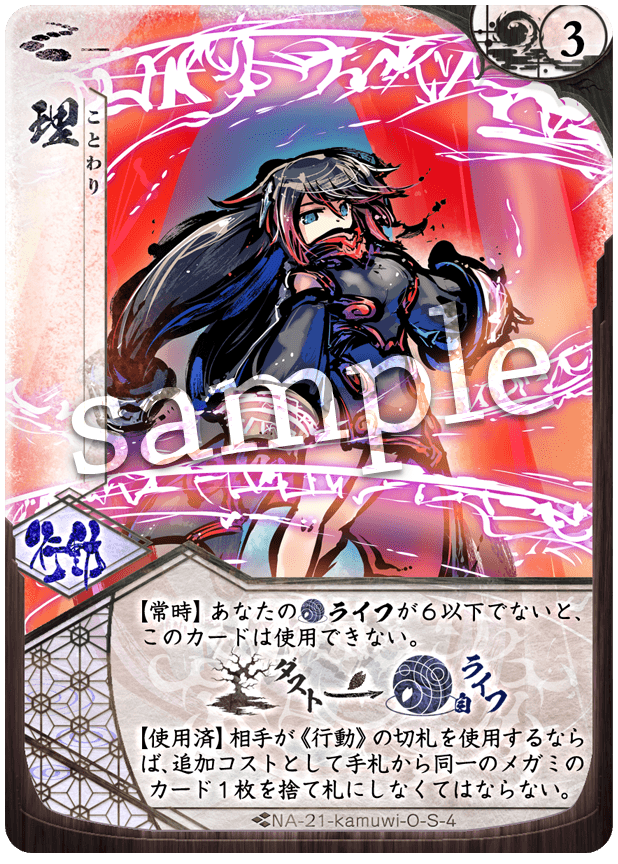 3
理
ことわり
sample
行動
【常時】あなたのライフが6以下でないと、
このカードは使用できない。
ダスト
ライフ
自
【使用済】相手が《行動》の切札を使用するなら
ば、追加コストとして手札から同一のメガミの
カード1枚を捨て札にしなくてはならない。
NA-21-kamuwi-O-S-4